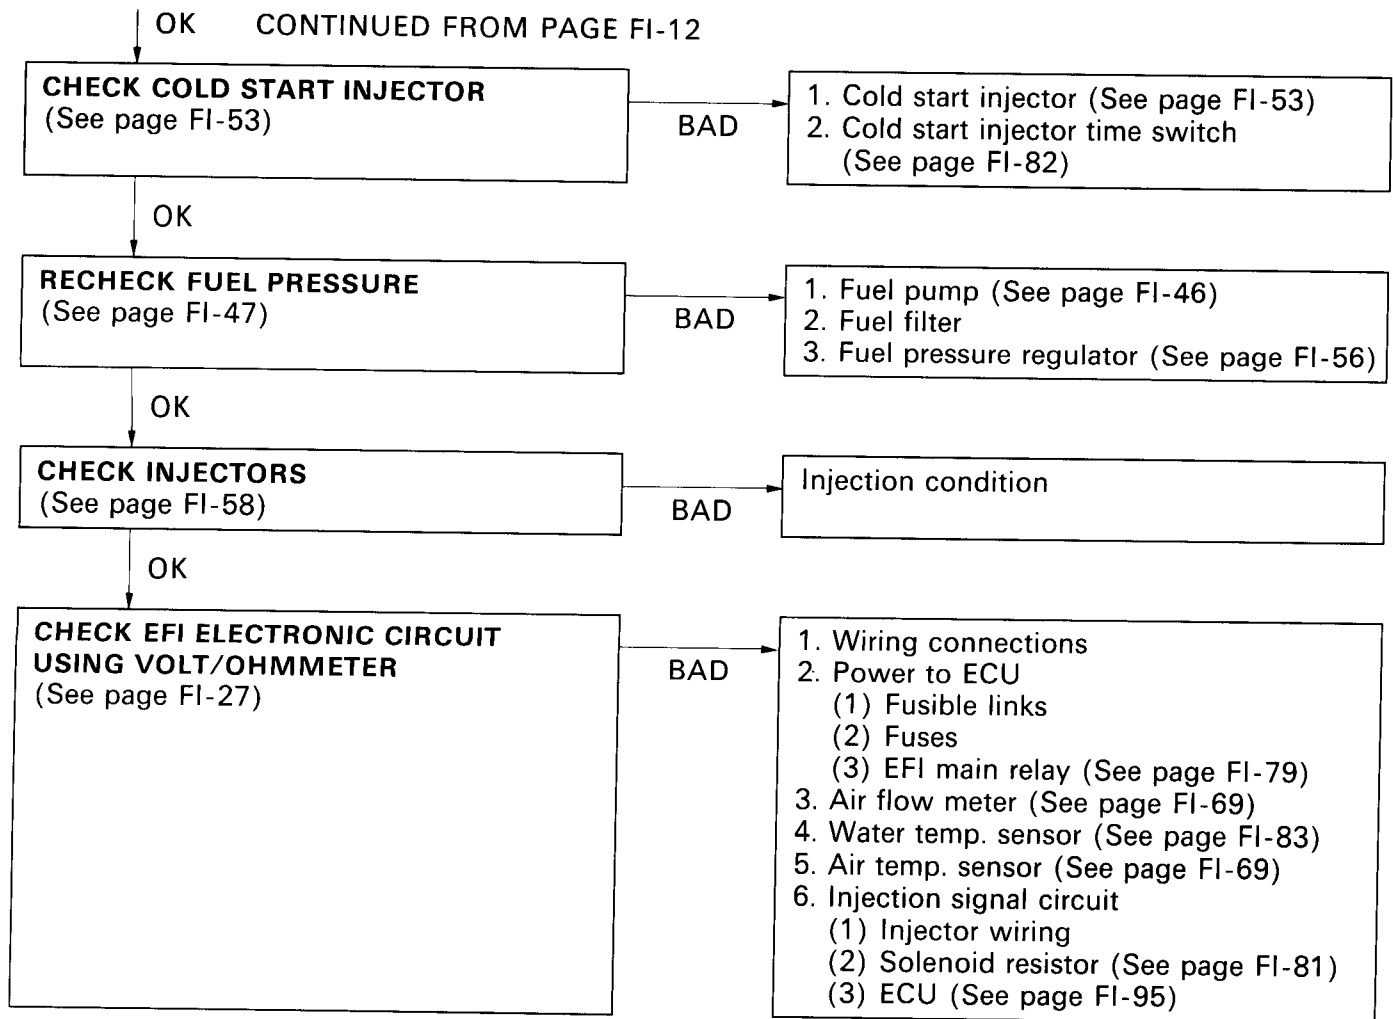 OK CONTINUED FROM PAGE FI-12
CHECK COLD START INJECTOR
(See page FI-53)
BAD
1. Cold start injector (See page FI-53)
2. Cold start injector time switch
(See page FI-82)
OK
RECHECK FUEL PRESSURE
(See page FI-47)
BAD
1. Fuel pump (See page FI-46)
2. Fuel filter
3. Fuel pressure regulator (See page FI-56)
OK
CHECK INJECTORS
(See page FI-58)
BAD
Injection condition
OK
CHECK EFI ELECTRONIC CIRCUIT
USING VOLT/OHMMETER
(See page FI-27)
BAD
1. Wiring connections
2. Power to ECU
(1) Fusible links
(2) Fuses
(3) EFI main relay (See page FI-79)
3. Air flow meter (See page FI-69)
4. Water temp. sensor (See page FI-83)
5. Air temp. sensor (See page FI-69)
6. Injection signal circuit
(1) Injector wiring
(2) Solenoid resistor (See page FI-81)
(3) ECU (See page FI-95)